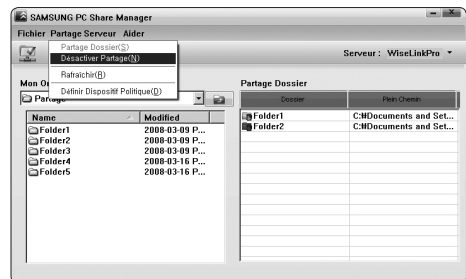 SAMSUNG PC Share Manager
Fichier Partage Serveur Aider
Partage Dossier(S)
Désactiver Partage(N)
Rafraîchir(R)
Définir Dispositif Politique(D)
Serveur : WiseLinkPro
Mon Or
Partage
Name Modified
Folder1 2008-03-09 P...
Folder2 2008-03-09 P...
Folder3 2008-03-09 P...
Folder4 2008-03-16 P...
Folder5 2008-03-16 P...
Partage Dossier
Dossier Plein Chemin
Folder1 C:₩Documents and Set...
Folder2 C:₩Documents and Set...